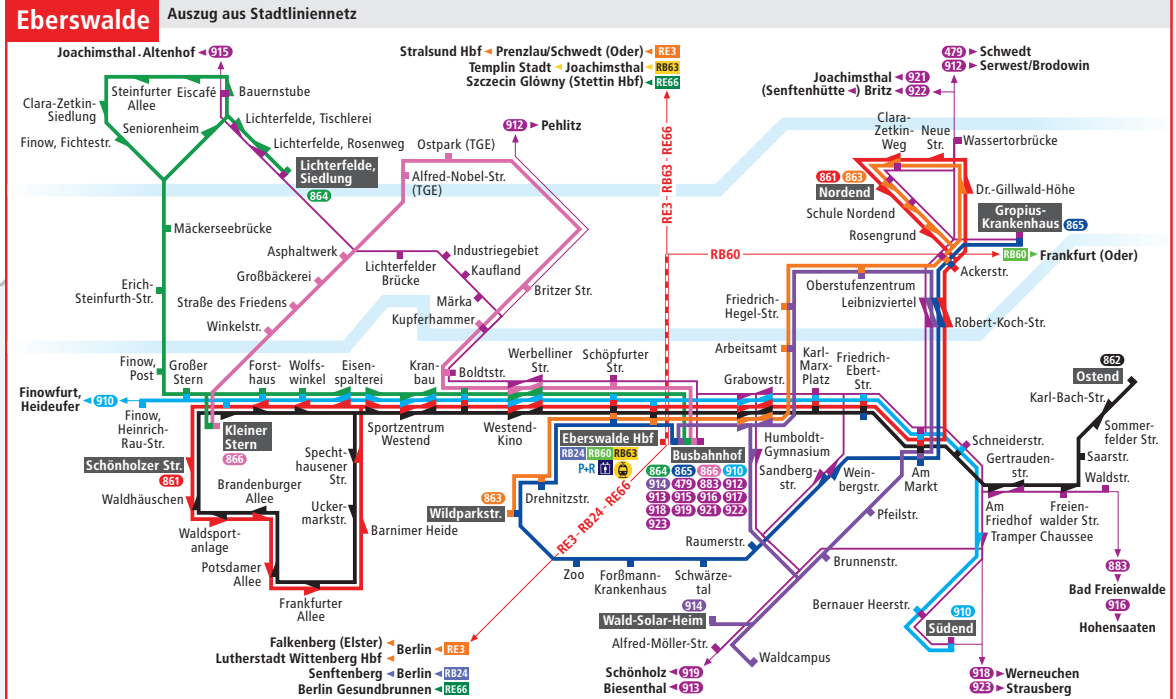 Eberswalde
Auszug aus Stadtliniennetz
Joachimsthal-Altenhof
915
Stralsund Hbf
Prenzlau/Schwedt (Oder)
RE3
Templin Stadt
Joachimsthal
RB63
Szczecin Glówny (Stettin Hbf)
RE66
479
Schwedt
912
Serwest/Brodowin
Joachimsthal
921
(Senftenhütte
) Britz
922
Steinfurter
Allee
Eiscafé
Bauernstube
Clara-Zetkin-
Siedlung
Seniorenheim
Lichterfelde, Tischlerei
Finow, Fichtestr.
Lichterfelde, Rosenweg
Lichterfelde,
Siedlung
864
912
Pehlitz
Ostpark (TGE)
Alfred-Nobel-Str.
(TGE)
RE3 - RB63 - RE66
Clara-
Zetkin-
Weg
Neue
Str.
Wassertorbrücke
861
863
Nordend
Dr.-Gillwald-Höhe
Schule Nordend
Gropius-
Krankenhaus
865
Rosengrund
Mäckerseebrücke
Asphaltwerk
Industriegebiet
Lichterfelder
Brücke
Kaufland
RB60
RB60
Frankfurt (Oder)
Ackerstr.
Erich-
Steinfurth-Str.
Großbäckerei
Märka
Britzer Str.
Oberstufenzentrum
Straße des Friedens
Friedrich-
Hegel-Str.
Leibnizviertel
Winkelstr.
Kupferhammer
Robert-Koch-Str.
Arbeitsamt
Finow,
Post
Großer
Stern
Forst-
haus
Wolfs-
winkel
Eisen-
spalterei
Kran-
bau
Boldtstr.
Werbelliner
Str.
Schöpfurter
Str.
Grabowstr.
Karl-
Marx-
Platz
Friedrich-
Ebert-
Str.
862
Ostend
Karl-Bach-Str.
Finowfurt,
Heideufer
910
Finow,
Heinrich-
Rau-Str.
Kleiner
Stern
866
Sportzentrum
Westend
Westend-
Kino
Eberswalde Hbf
RB24
RB60
RB63
P+R
Busbahnhof
864
865
866
910
914
479
883
912
913
915
916
917
918
919
921
922
923
Humboldt-
Gymnasium
Sandberg-
str.
Wein-
bergstr.
Am
Markt
Schneiderstr.
Gertrauden-
str.
Sommer-
felder Str.
Saarstr.
Waldstr.
Schönholzer Str.
861
Specht-
hausener
Str.
Waldhäuschen
Brandenburger
Allee
Ucker-
markstr.
Barnimer Heide
863
Wildparkstr.
Drehnitzstr.
RE3 - RB24 - RE66
Pfeilstr.
Am
Friedhof
Freien-
walder Str.
Waldsport-
anlage
Tramper Chaussee
Potsdamer
Allee
Raumerstr.
Brunnenstr.
Frankfurter
Allee
Zoo
Forßmann-
Krankenhaus
Schwärze-
tal
883
Bad Freienwalde
916
Hohensaaten
914
Wald-Solar-Heim
Bernauer Heerstr.
910
Südend
Alfred-Möller-Str.
Waldcampus
Falkenberg (Elster)
Lutherstadt Wittenberg Hbf
Berlin
RE3
Senftenberg
Berlin
RB24
Berlin Gesundbrunnen
RE66
Schönholz
919
Biesenthal
913
918
Werneuchen
923
Strausberg